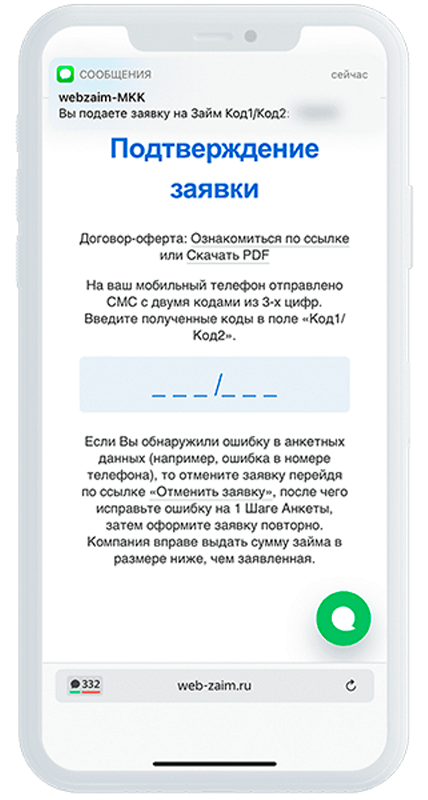 СООБЩЕНИЯ сейчас
webzaim-MKK
Вы подаете заявку на Займ Код1/Код2:
Подтверждение
заявки
Договор-оферта: Ознакомиться по ссылке
или Скачать PDF
На ваш мобильный телефон отправлено
СМС с двумя кодами из 3-х цифр.
Введите полученные коды в поле «Код1/
Код2».
_ _ _ /_ _ _
Если Вы обнаружили ошибку в анкетных
данных (например, ошибка в номере
телефона), то отмените заявку перейдя
по ссылке «Отменить заявку», после чего
исправьте ошибку на 1 Шаге Анкеты,
затем оформите заявку повторно.
Компания вправе выдать сумму займа в
размере ниже, чем заявленная.
332 web-zaim.ru